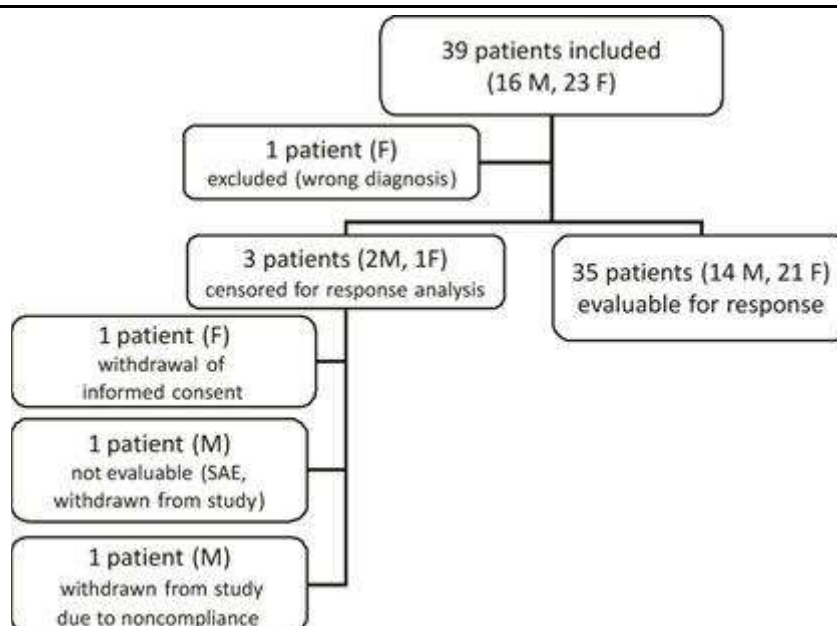 39 patients included
(16 M, 23 F)
1 patient (F)
excluded (wrong diagnosis)
3 patients (2M, 1F)
censored for response analysis
35 patients (14 M, 21 F)
evaluable for response
1 patient (F)
withdrawal of
informed consent
1 patient (M)
not evaluable (SAE,
withdrawn from study)
1 patient (M)
withdrawn from study
due to noncompliance